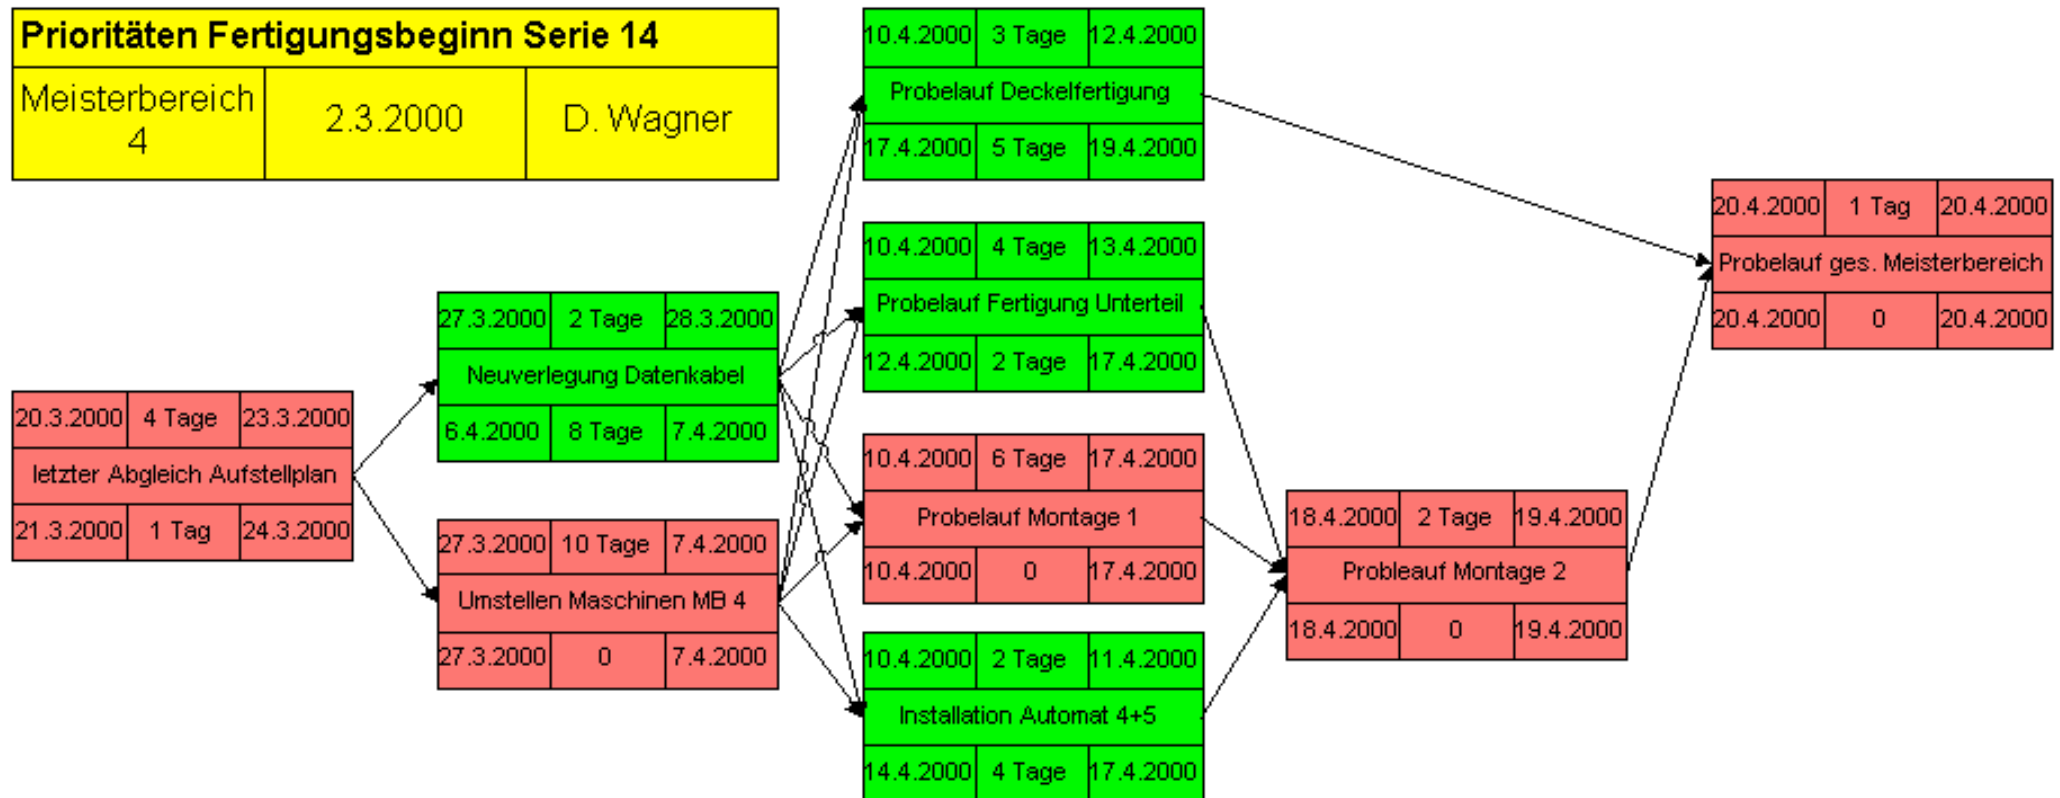 Prioritäten Fertigungsbeginn Serie 14
Meisterbereich
4
2.3.2000
D. Wagner
20.3.2000 4 Tage 23.3.2000
letzter Abgleich Aufstellplan
21.3.2000 1 Tag 24.3.2000
27.3.2000 2 Tage 28.3.2000
Neuverlegung Datenkabel
6.4.2000 8 Tage 7.4.2000
27.3.2000 10 Tage 7.4.2000
Umstellen Maschinen MB 4
27.3.2000 0 7.4.2000
10.4.2000 3 Tage 12.4.2000
Probelauf Deckelfertigung
17.4.2000 5 Tage 19.4.2000
10.4.2000 4 Tage 13.4.2000
Probelauf Fertigung Unterteil
12.4.2000 2 Tage 17.4.2000
10.4.2000 6 Tage 17.4.2000
Probelauf Montage 1
10.4.2000 0 17.4.2000
10.4.2000 2 Tage 11.4.2000
Installation Automat 4+5
14.4.2000 4 Tage 17.4.2000
18.4.2000 2 Tage 19.4.2000
Probleauf Montage 2
18.4.2000 0 19.4.2000
20.4.2000 1 Tag 20.4.2000
Probelauf ges. Meisterbereich
20.4.2000 0 20.4.2000